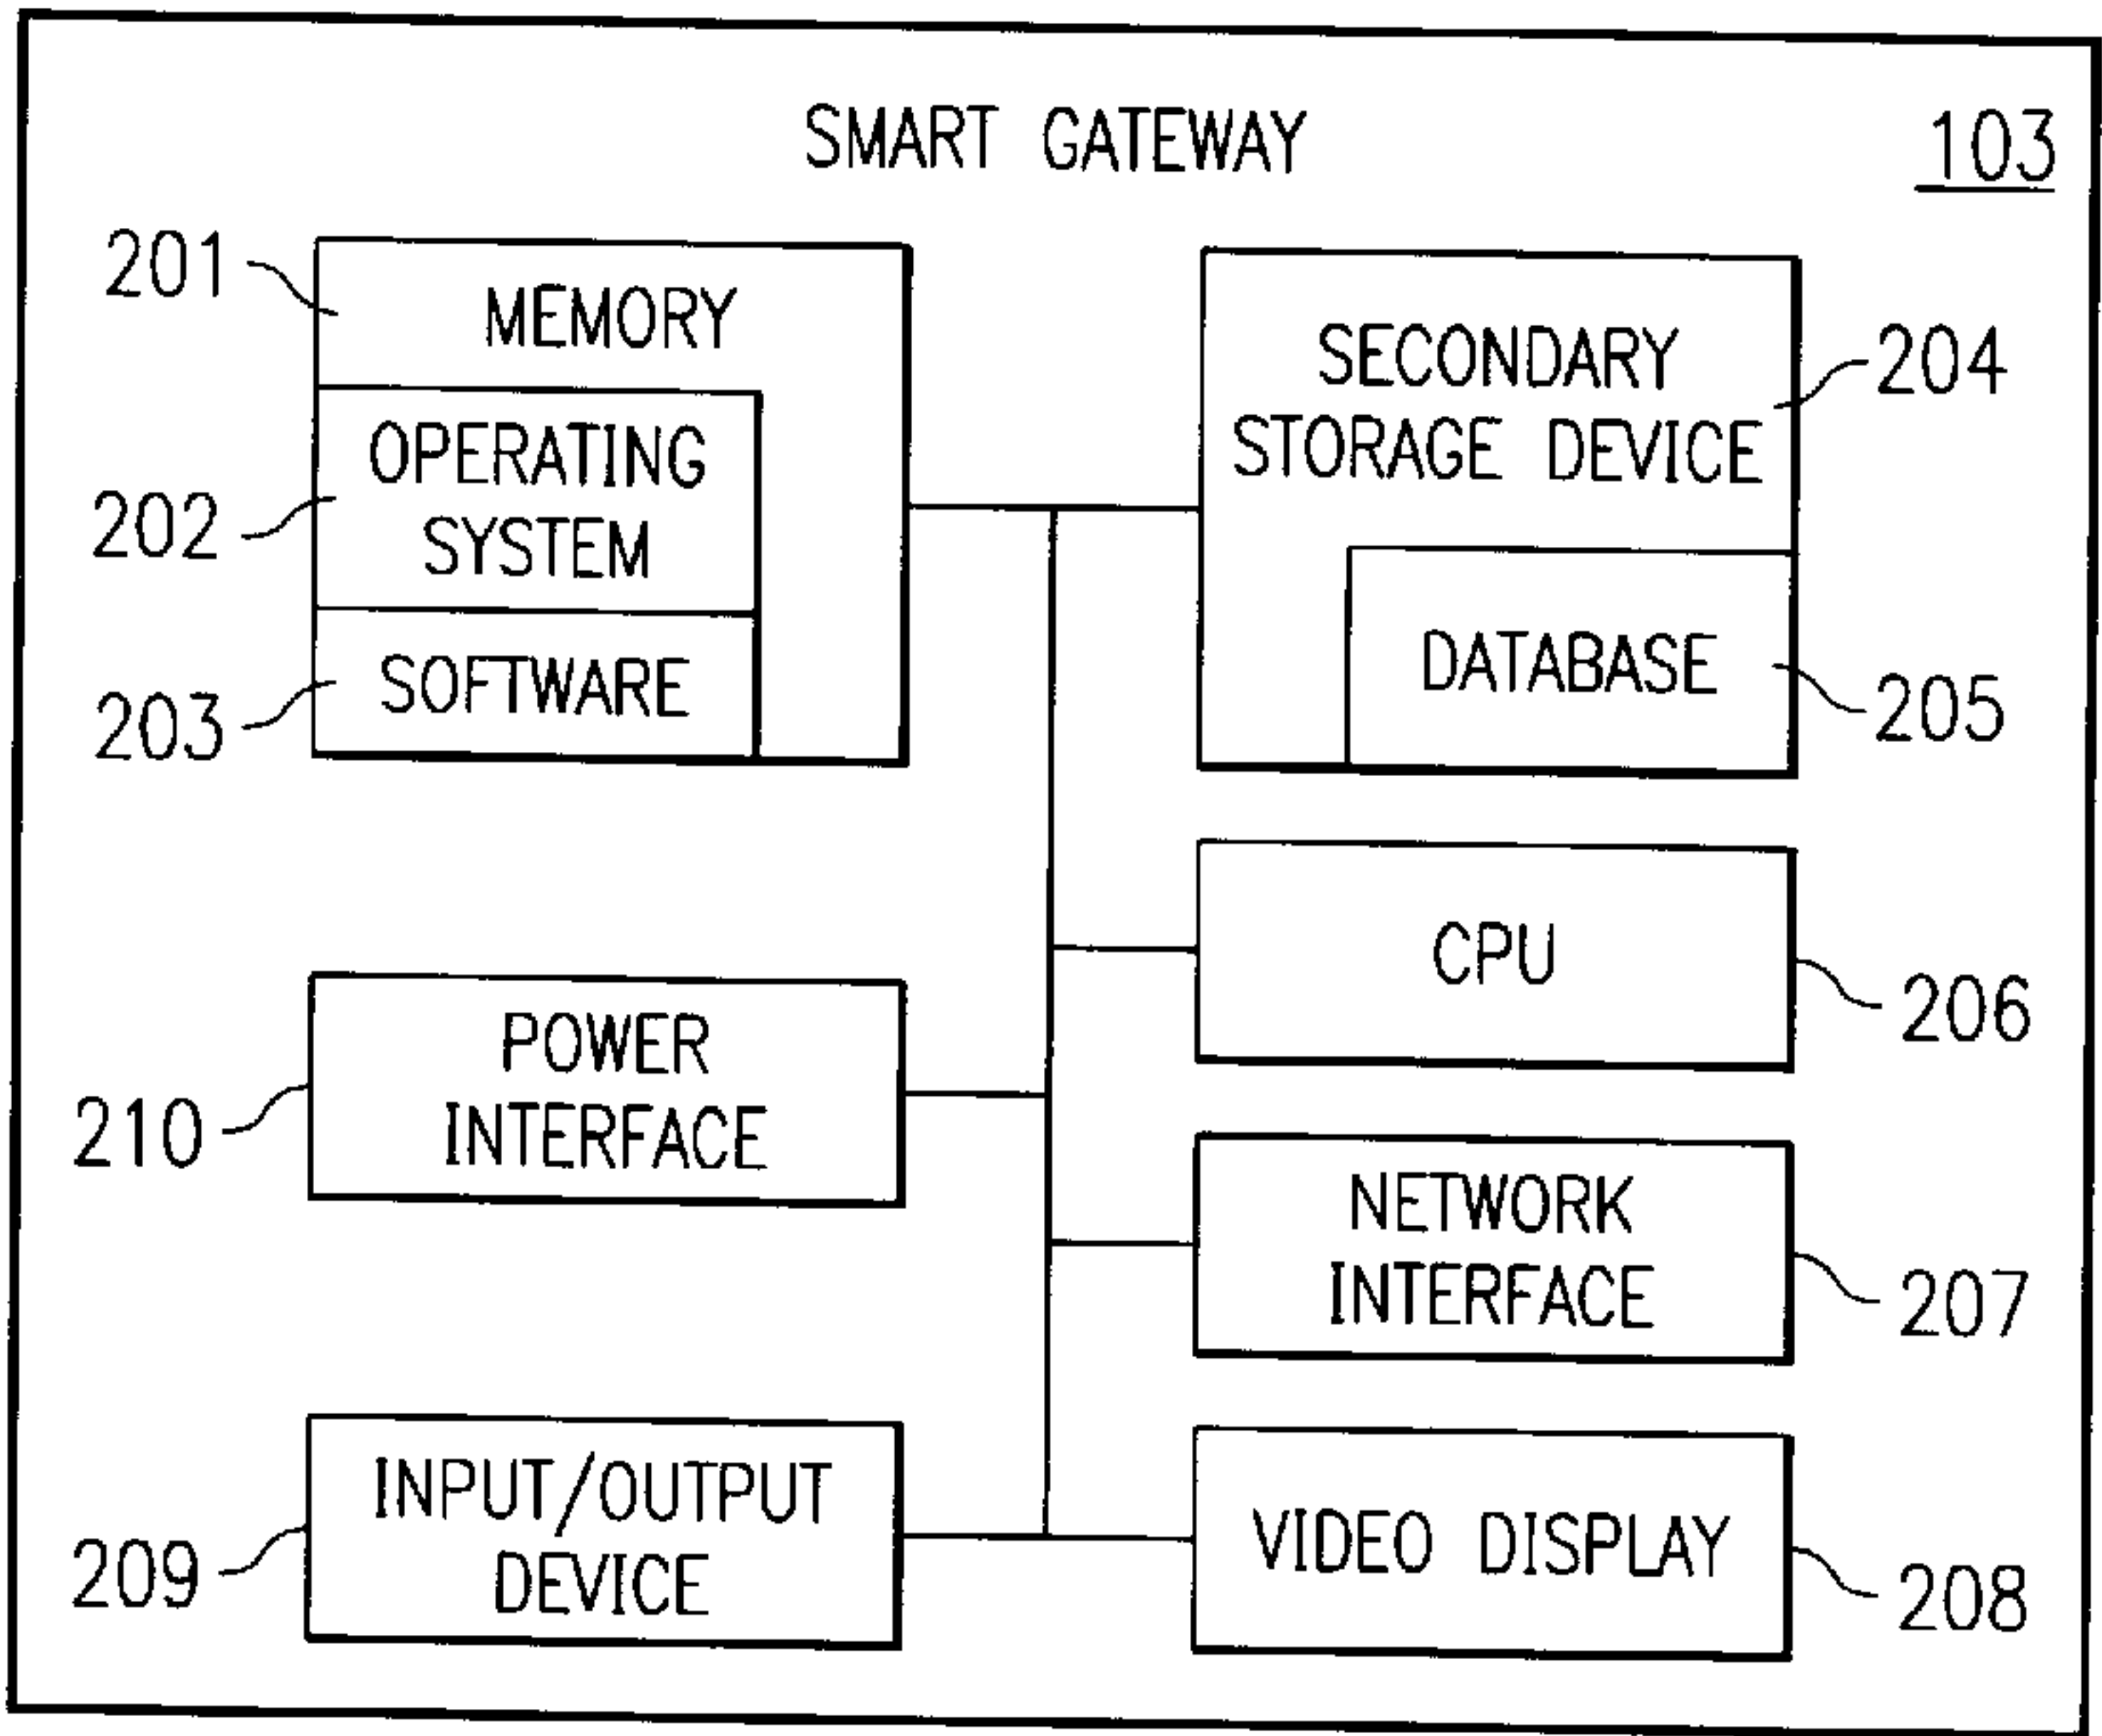 SMART GATEWAY
103
201
MEMORY
202
OPERATING
SYSTEM
203
SOFTWARE
SECONDARY
STORAGE DEVICE
204
DATABASE
205
CPU
206
210
POWER
INTERFACE
NETWORK
INTERFACE
207
209
INPUT/OUTPUT
DEVICE
VIDEO DISPLAY
208